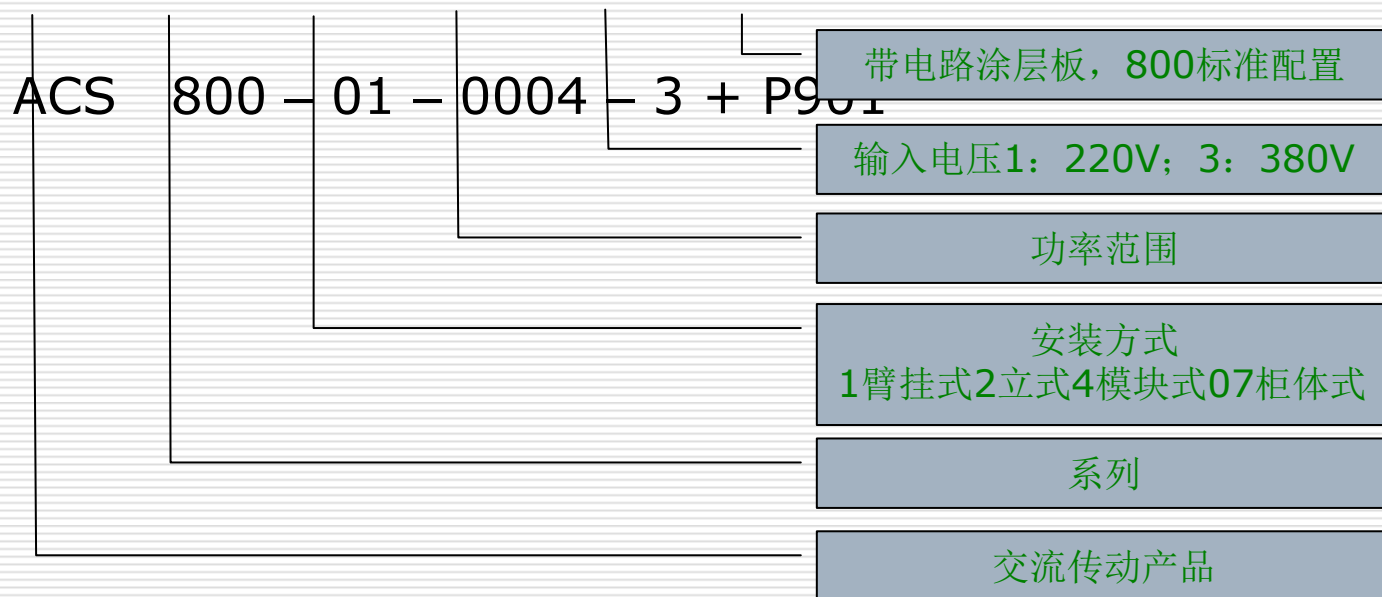 ACS 800 – 01 – 0004 – 3 + P901
带电路涂层板，800标准配置
输入电压1：220V；3：380V
功率范围
安装方式
1臂挂式2立式4模块式07柜体式
系列
交流传动产品